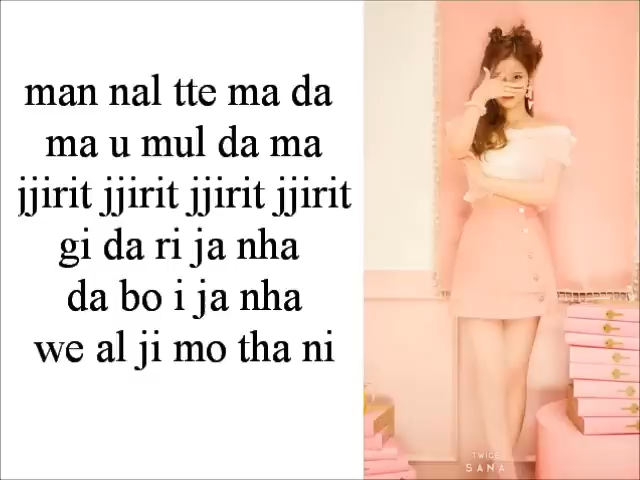 man nal tte ma da
ma u mul da ma
jjirit jjirit jjirit jjirit
gi da ri ja nha
da bo i ja nha
we al ji mo tha ni
TWICE
SANA